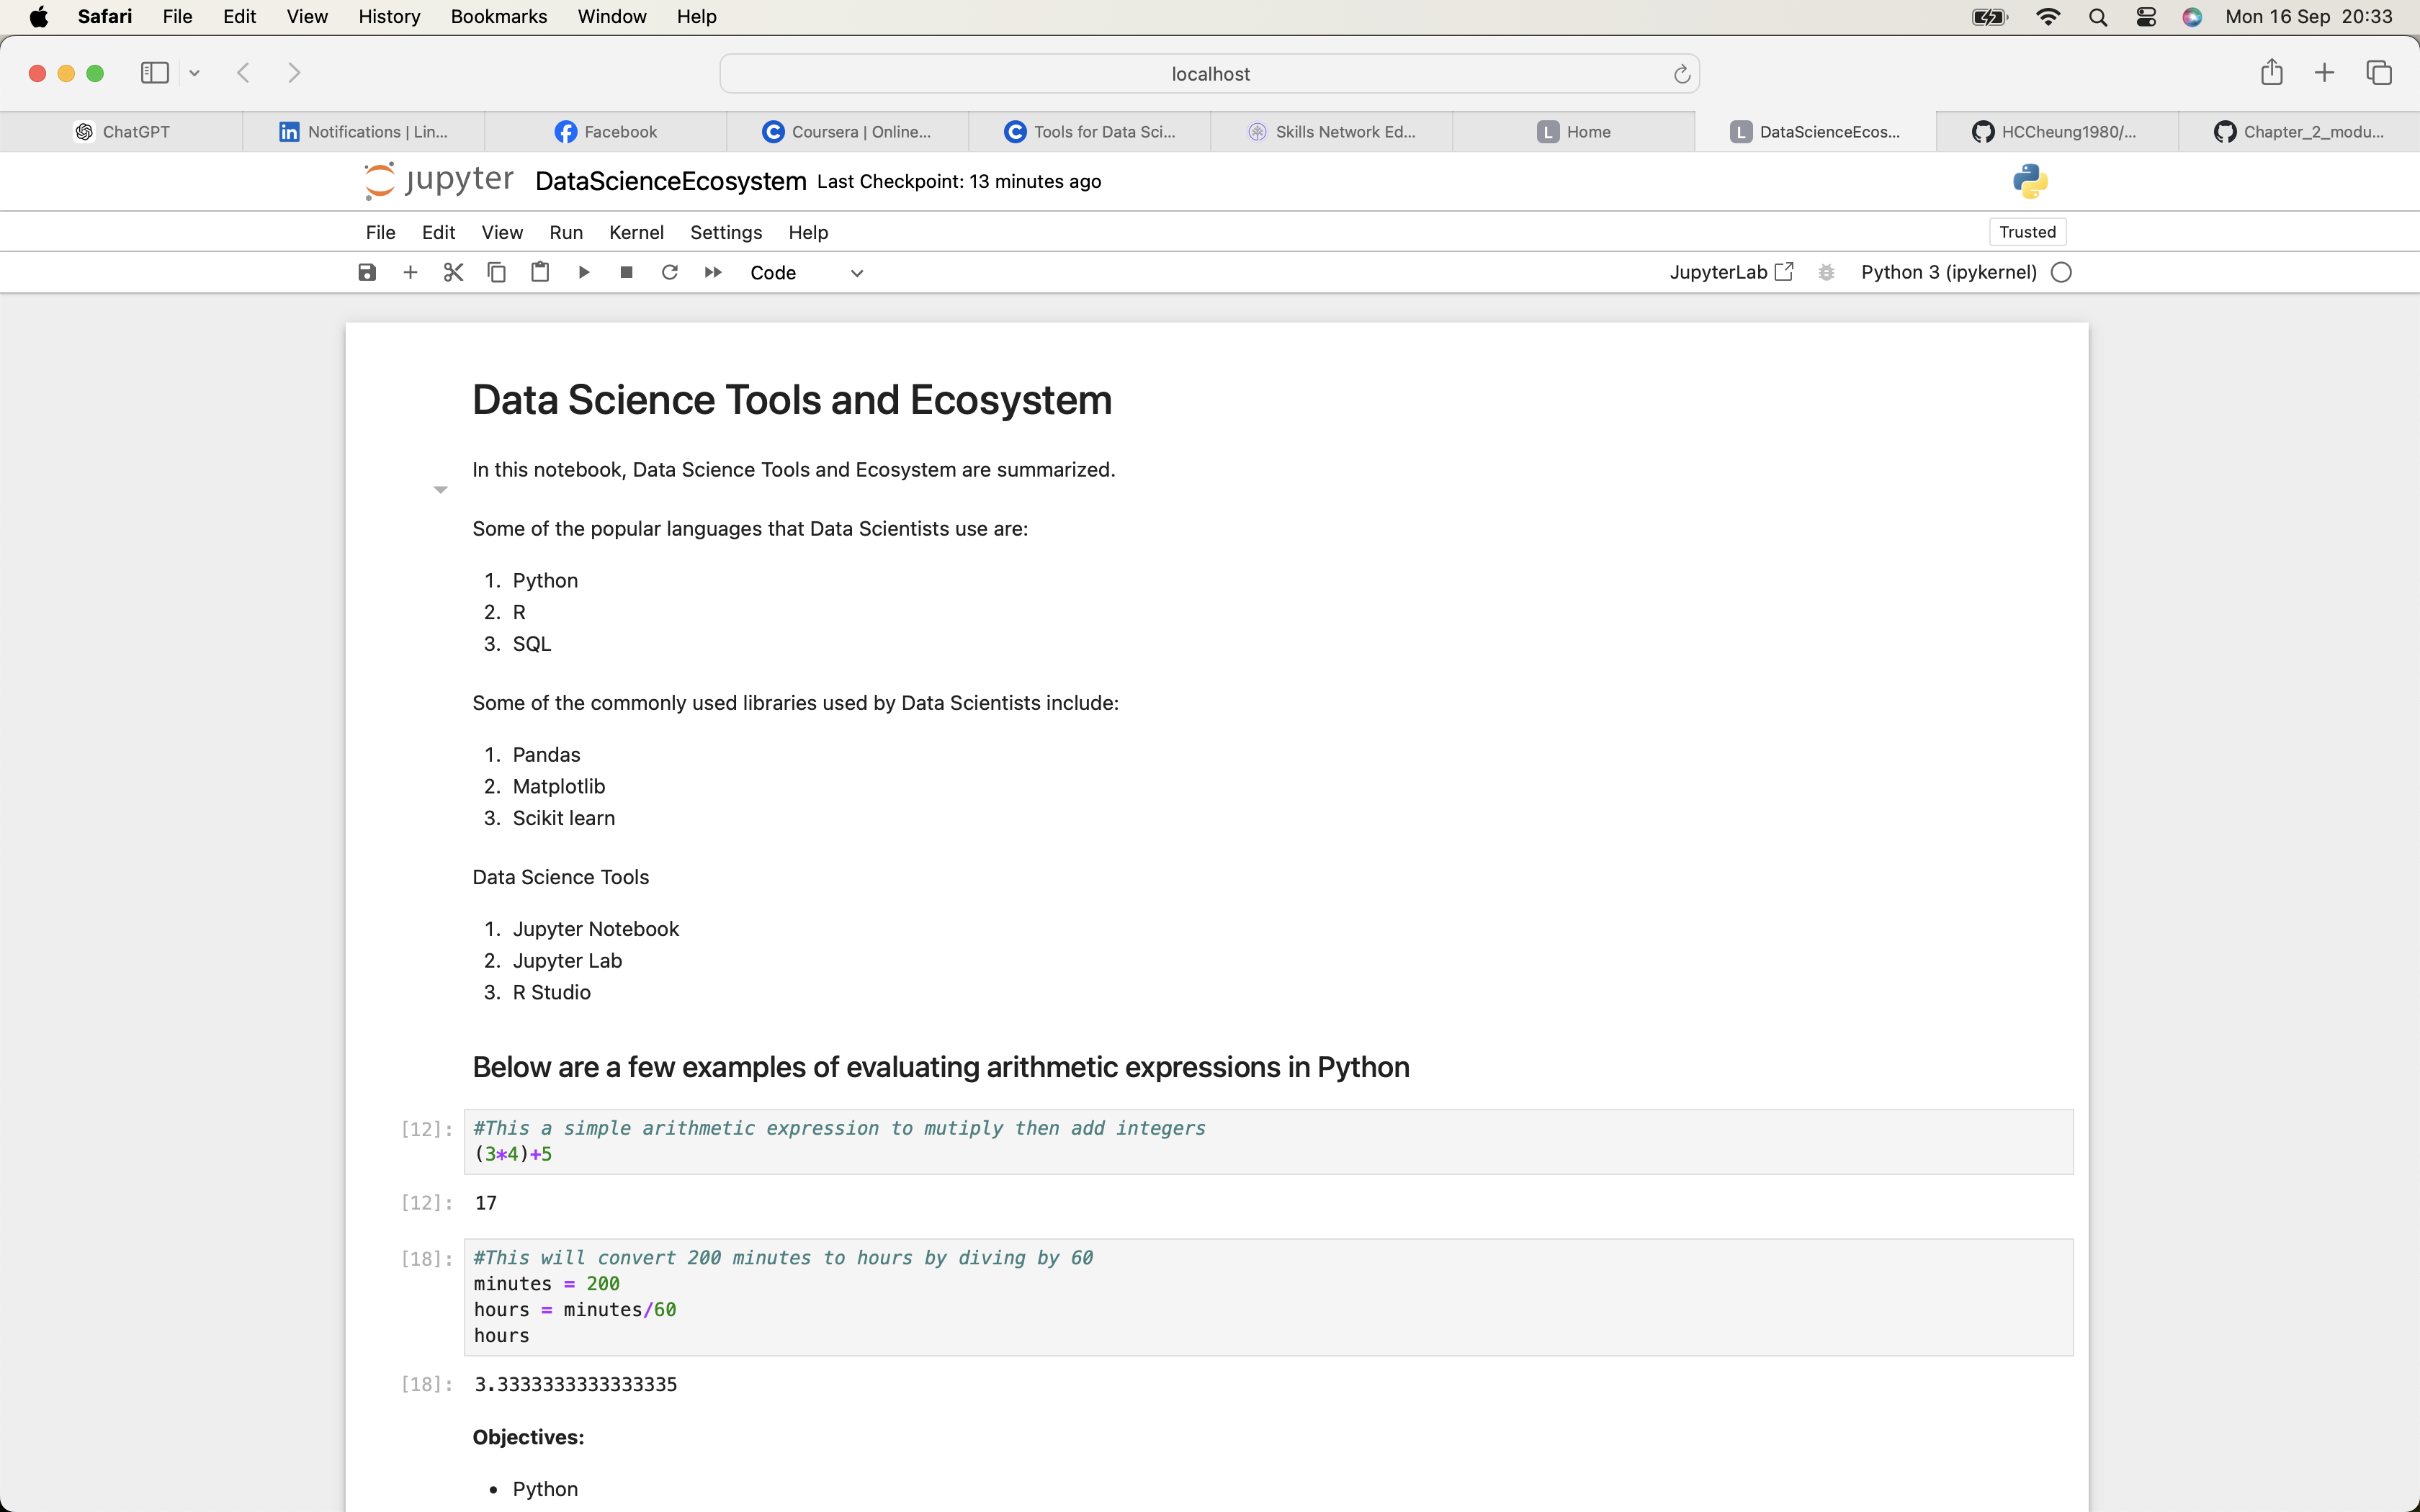 Safari File Edit View History Bookmarks Window Help Mon 16 Sep 20:33
localhost
ChatGPT Notifications | Lin... Facebook Coursera | Online... Tools for Data Sci... Skills Network Ed... L Home L DataScienceEcos... HCCheung1980/... Chapter_2_modu...
jupyter DataScienceEcosystem Last Checkpoint: 13 minutes ago
File Edit View Run Kernel Settings Help Trusted
Code JupyterLab Python 3 (ipykernel)
Data Science Tools and Ecosystem
In this notebook, Data Science Tools and Ecosystem are summarized.
Some of the popular languages that Data Scientists use are:
1. Python
2. R
3. SQL
Some of the commonly used libraries used by Data Scientists include:
1. Pandas
2. Matplotlib
3. Scikit learn
Data Science Tools
1. Jupyter Notebook
2. Jupyter Lab
3. R Studio
Below are a few examples of evaluating arithmetic expressions in Python
[12]: #This a simple arithmetic expression to mutiply then add integers
(3*4)+5
[12]: 17
[18]: #This will convert 200 minutes to hours by diving by 60
minutes = 200
hours = minutes/60
hours
[18]: 3.3333333333333335
Objectives:
• Python